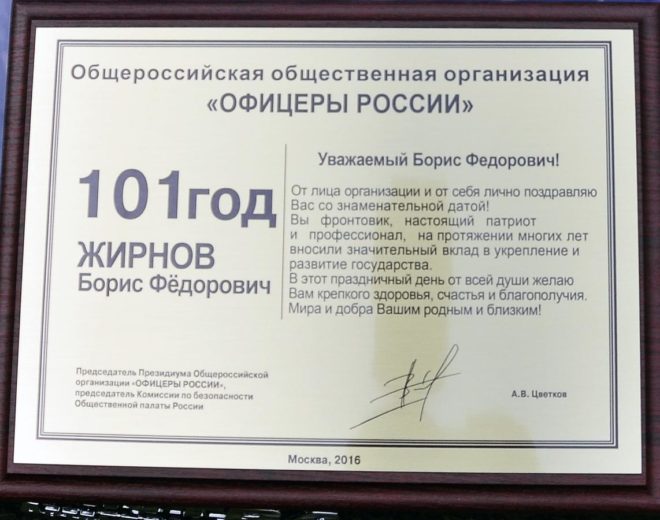 Общероссийская общественная организация
«ОФИЦЕРЫ РОССИИ»
101год
ЖИРНОВ
Борис Фёдорович
Уважаемый Борис Федорович!
От лица организации и от себя лично поздравляю
Вас со знаменательной датой!
Вы фронтовик, настоящий патриот
и профессионал, на протяжении многих лет
вносили значительный вклад в укрепление и
развитие государства.
В этот праздничный день от всей души желаю
Вам крепкого здоровья, счастья и благополучия.
Мира и добра Вашим родным и близким!
Председатель Президиума Общероссийской
организации «ОФИЦЕРЫ РОССИИ»,
председатель Комиссии по безопасности
Общественной палаты России
А.В. Цветков
Москва, 2016